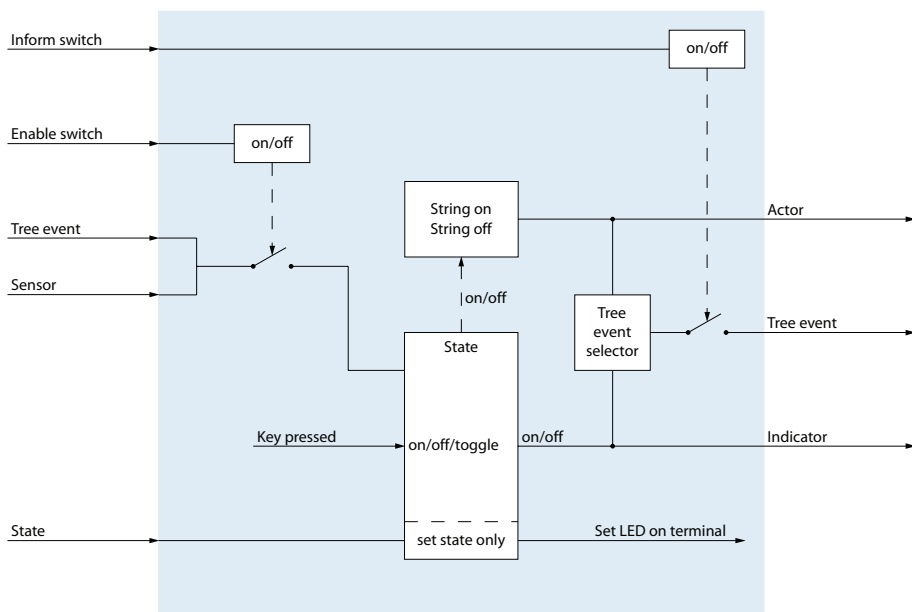 Inform switch
on/off
Enable switch
on/off
String on
String off
Actor
Tree event
Sensor
on/off
Tree
event
selector
Tree event
State
Key pressed
on/off/toggle
on/off
Indicator
State
set state only
Set LED on terminal